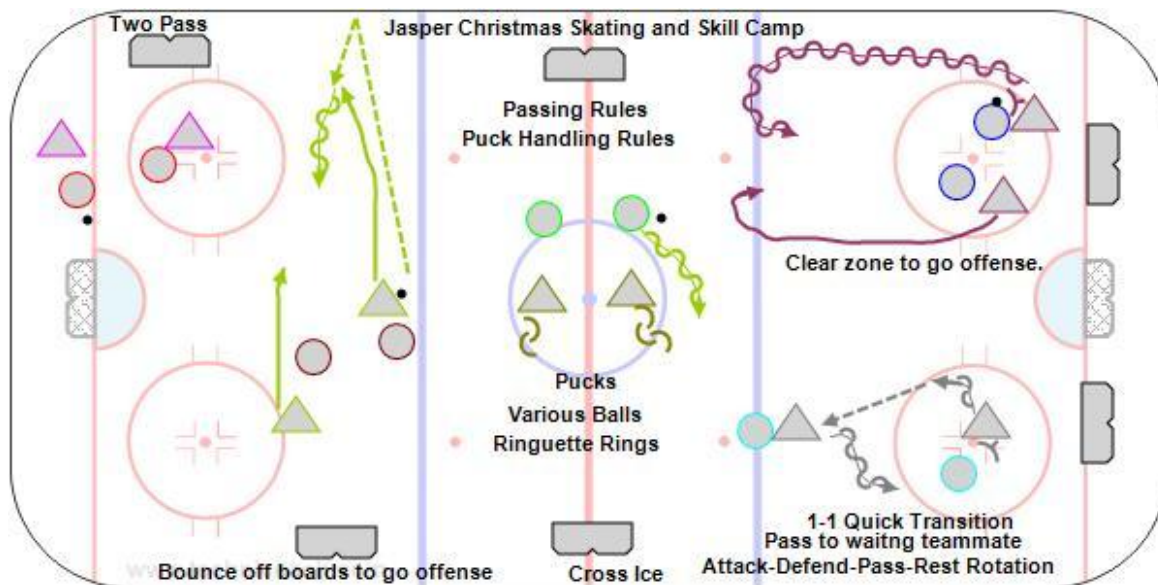 Two Pass
Jasper Christmas Skating and Skill Camp
Passing Rules
Puck Handling Rules
Clear zone to go offense.
Pucks
Various Balls
Ringuette Rings
1-1 Quick Transition
Pass to waitng teammate
Attack-Defend-Pass-Rest Rotation
Bounce off boards to go offense
Cross Ice